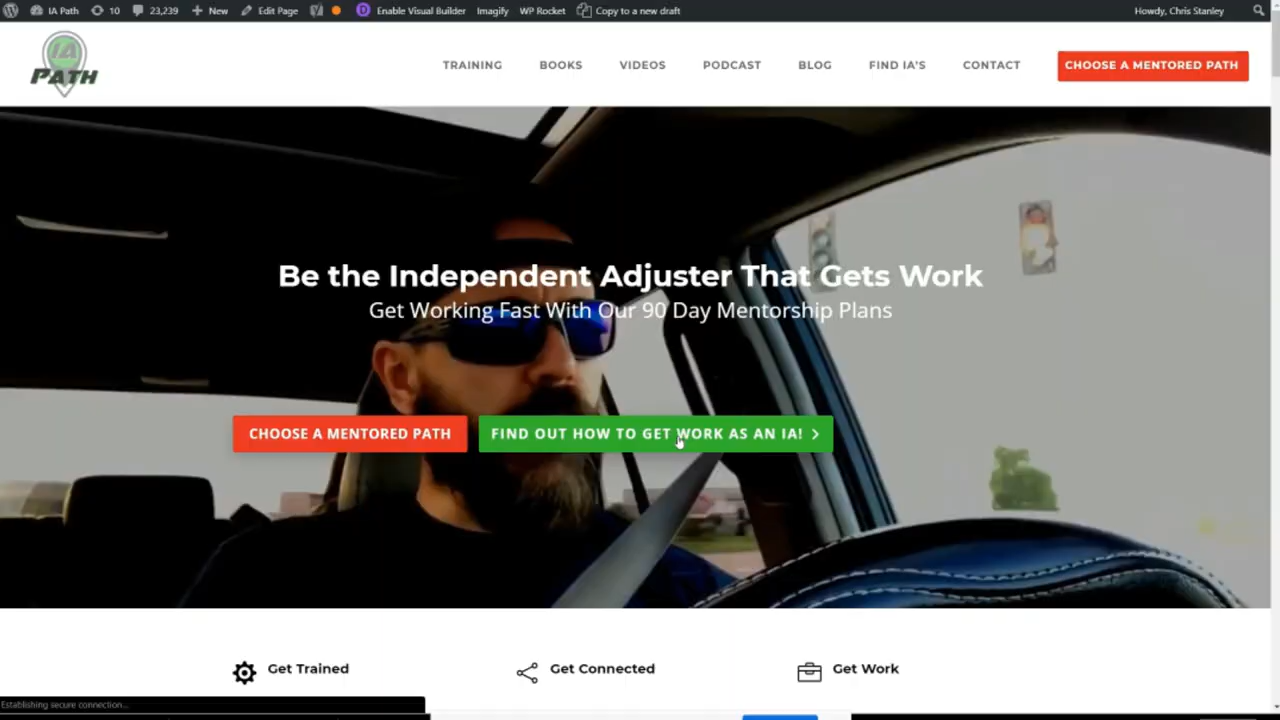 IA Path 10 23,239 New Edit Page Enable Visual Builder Imagify WP Rocket Copy to a new draft Howdy, Chris Stanley
IA
PATH
TRAINING BOOKS VIDEOS PODCAST BLOG FIND IA'S CONTACT CHOOSE A MENTORED PATH
Be the Independent Adjuster That Gets Work
Get Working Fast With Our 90 Day Mentorship Plans
CHOOSE A MENTORED PATH FIND OUT HOW TO GET WORK AS AN IA!
Get Trained Get Connected Get Work
Establishing secure connection...